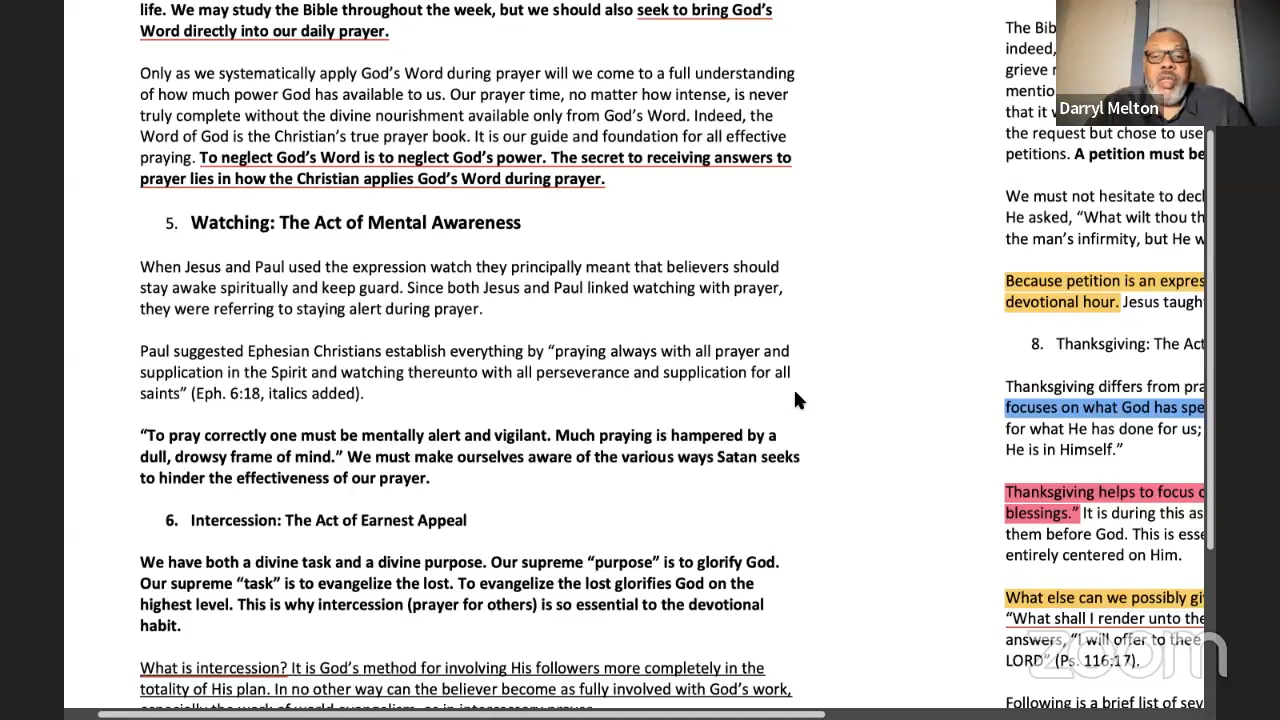 life. We may study the Bible throughout the week, but we should also seek to bring God’s
Word directly into our daily prayer.
Only as we systematically apply God’s Word during prayer will we come to a full understanding
of how much power God has available to us. Our prayer time, no matter how intense, is never
truly complete without the divine nourishment available only from God’s Word. Indeed, the
Word of God is the Christian’s true prayer book. It is our guide and foundation for all effective
praying. To neglect God’s Word is to neglect God’s power. The secret to receiving answers to
prayer lies in how the Christian applies God’s Word during prayer.
5. Watching: The Act of Mental Awareness
When Jesus and Paul used the expression watch they principally meant that believers should
stay awake spiritually and keep guard. Since both Jesus and Paul linked watching with prayer,
they were referring to staying alert during prayer.
Paul suggested Ephesian Christians establish everything by “praying always with all prayer and
supplication in the Spirit and watching thereunto with all perseverance and supplication for all
saints” (Eph. 6:18, italics added).
“To pray correctly one must be mentally alert and vigilant. Much praying is hampered by a
dull, drowsy frame of mind.” We must make ourselves aware of the various ways Satan seeks
to hinder the effectiveness of our prayer.
6. Intercession: The Act of Earnest Appeal
We have both a divine task and a divine purpose. Our supreme “purpose” is to glorify God.
Our supreme “task” is to evangelize the lost. To evangelize the lost glorifies God on the
highest level. This is why intercession (prayer for others) is so essential to the devotional
habit.
What is intercession? It is God’s method for involving His followers more completely in the
totality of His plan. In no other way can the believer become as fully involved with God’s work,
especially the work of world evangelism, as in intercessory prayer.
The Bib
indeed,
grieve
mentio
that it
the request but chose to use
petitions. A petition must be
We must not hesitate to decl
He asked, “What wilt thou th
the man’s infirmity, but He w
Because petition is an expres
devotional hour. Jesus taugh
8. Thanksgiving: The Act
Thanksgiving differs from pra
focuses on what God has spe
for what He has done for us;
He is in Himself.”
Thanksgiving helps to focus o
blessings.” It is during this as
them before God. This is esse
entirely centered on Him.
What else can we possibly gi
“What shall I render unto the
answers, “I will offer to thee
LORD” (Ps. 116:17).
Following is a brief list of sev
Darryl Melton
zoom